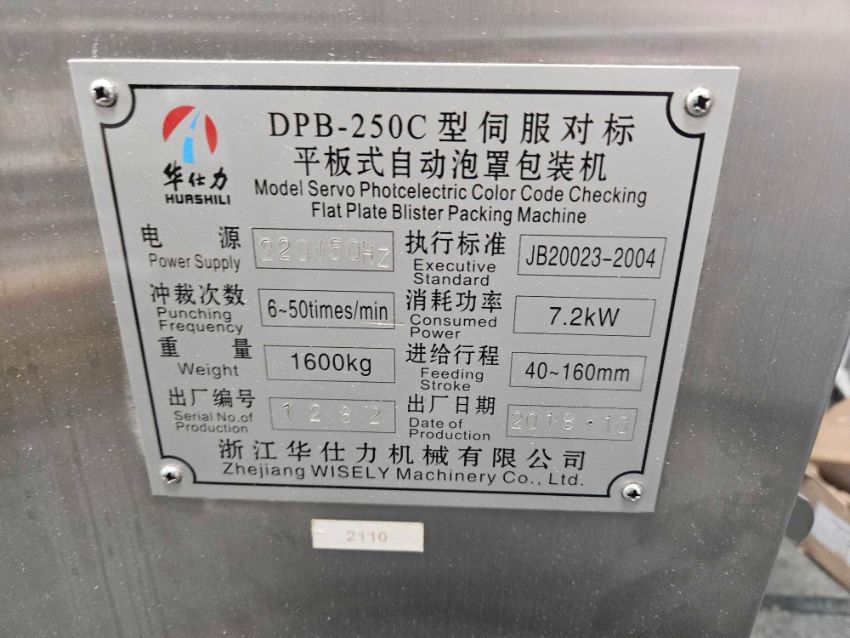 华仕力
HUASHILI
DPB-250C 型伺服对标
平板式自动泡罩包装机
Model Servo Photcelectric Color Code Checking
Flat Plate Blister Packing Machine
电 源 220V50HZ 执行标准 JB20023-2004
Power Supply Executive Standard
冲裁次数 6~50times/min 消耗功率 7.2kW
Punching Frequency Consumed Power
重 量 1600kg 进给行程 40~160mm
Weight Feeding Stroke
出厂编号 1262 出厂日期 2018·10
Serial No.of Production Date of Production
浙江华仕力机械有限公司
Zhejiang WISELY Machinery Co., Ltd.
2110